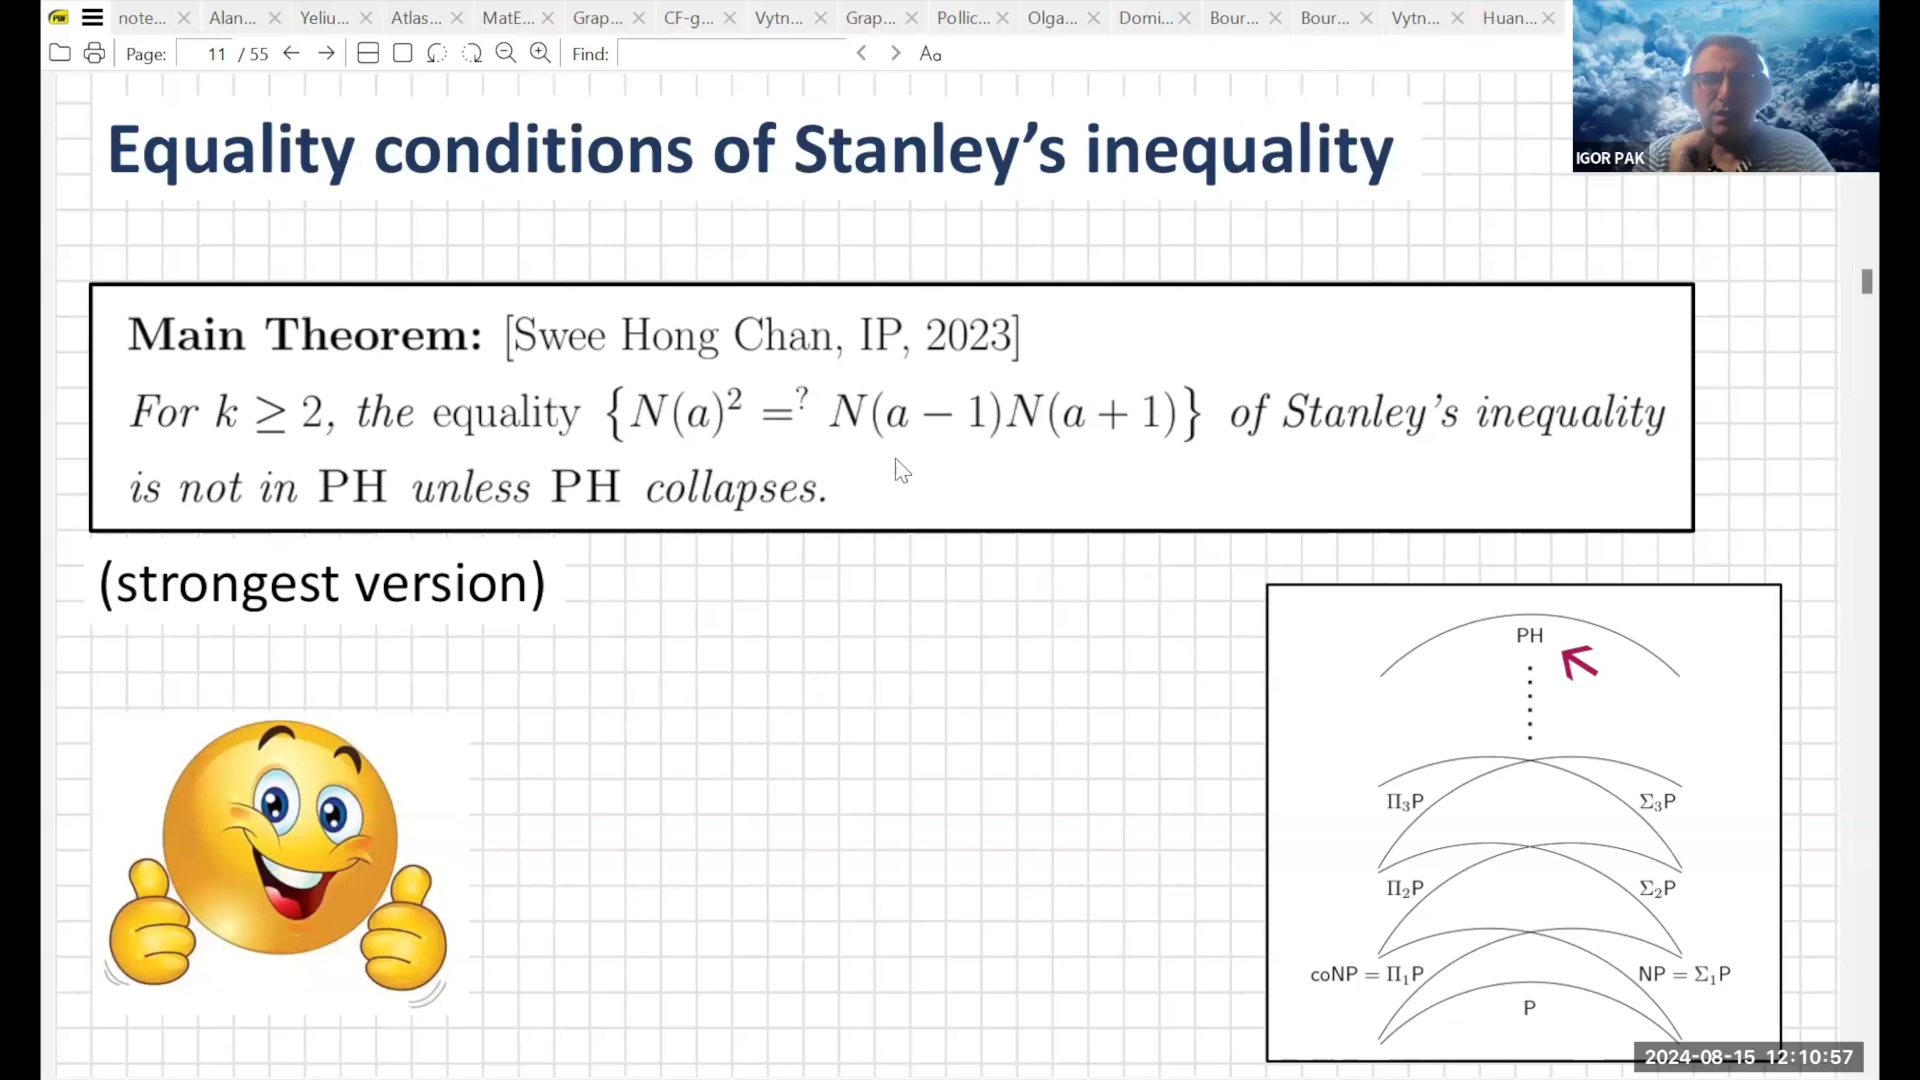 note... Alan... Yeliu... Atlas... MatE... Grap... CF-g... Vytn... Grap... Pollic... Olga... Domi... Bour... Bour... Vytn... Huan...
Page: 11 / 55 Find: Aa
IGOR PAK
Equality conditions of Stanley’s inequality
Main Theorem: [Swee Hong Chan, IP, 2023]
For k ≥ 2, the equality {N(a)² =? N(a − 1)N(a + 1)} of Stanley’s inequality
is not in PH unless PH collapses.
(strongest version)
PH
Π₃P Σ₃P
Π₂P Σ₂P
coNP = Π₁P NP = Σ₁P
P
2024-08-15 12:10:57